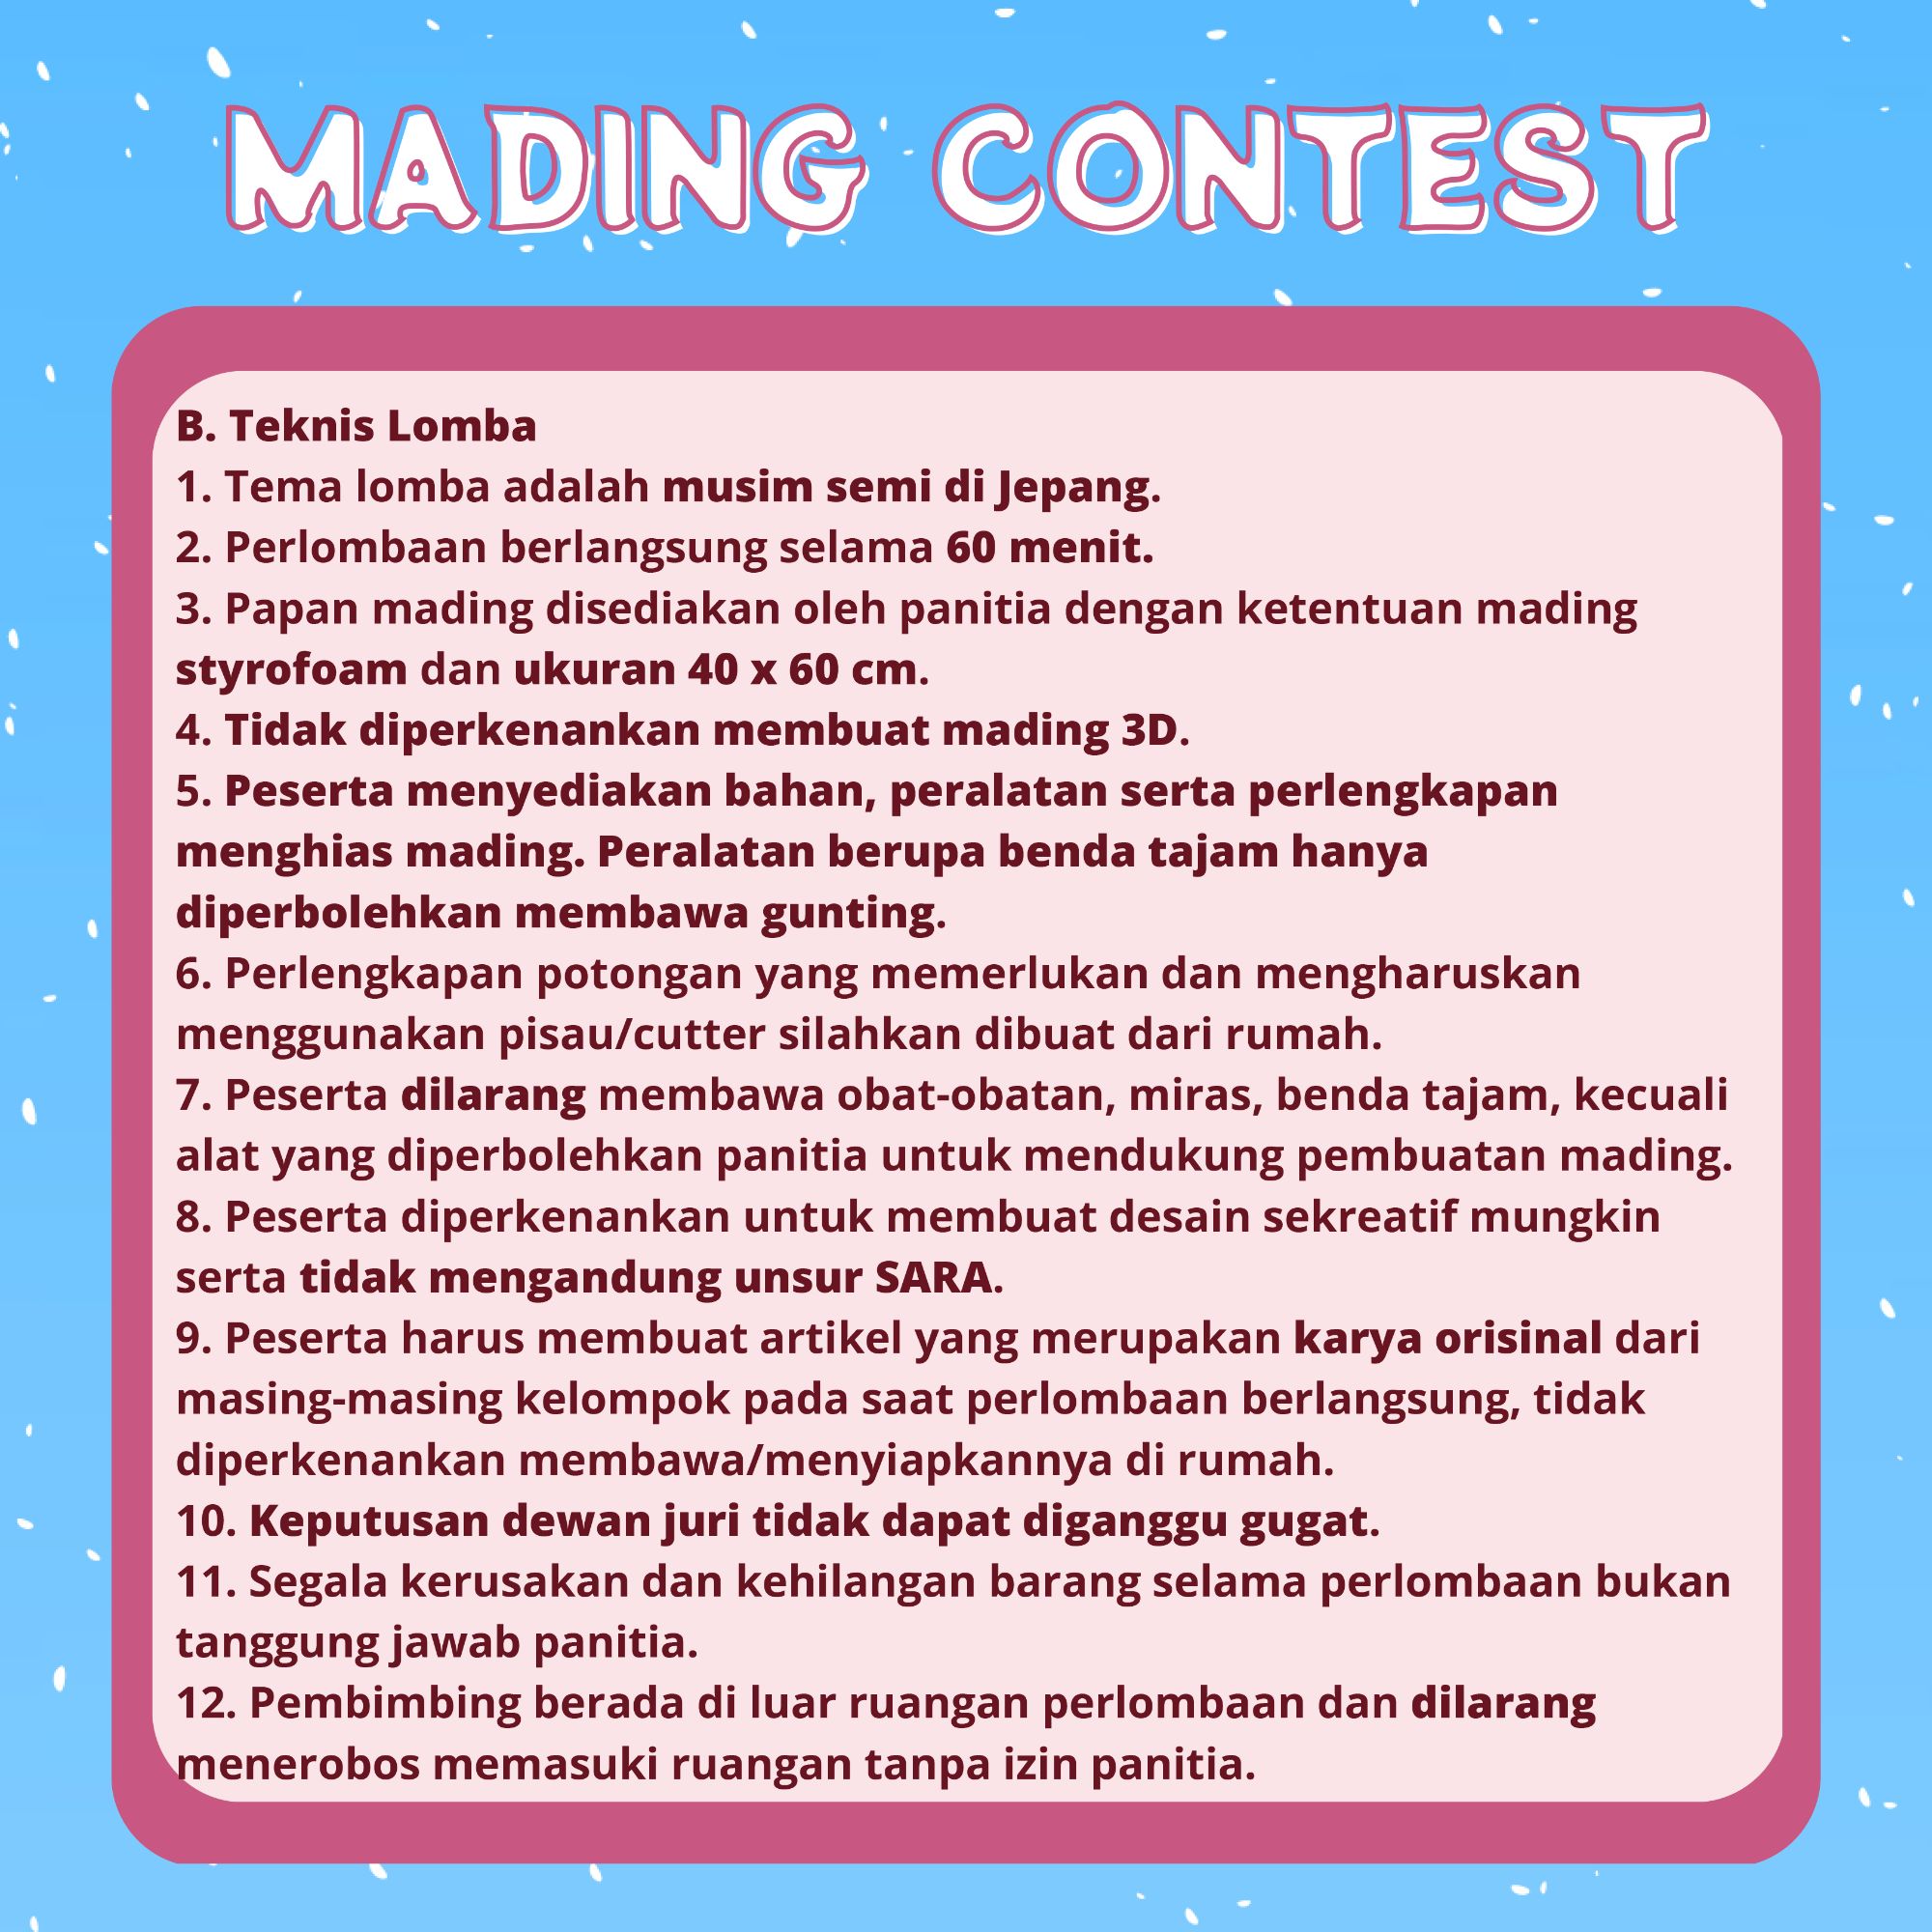 MADING CONTEST
B. Teknis Lomba
1. Tema lomba adalah musim semi di Jepang.
2. Perlombaan berlangsung selama 60 menit.
3. Papan mading disediakan oleh panitia dengan ketentuan mading
styrofoam dan ukuran 40 x 60 cm.
4. Tidak diperkenankan membuat mading 3D.
5. Peserta menyediakan bahan, peralatan serta perlengkapan
menghias mading. Peralatan berupa benda tajam hanya
diperbolehkan membawa gunting.
6. Perlengkapan potongan yang memerlukan dan mengharuskan
menggunakan pisau/cutter silahkan dibuat dari rumah.
7. Peserta dilarang membawa obat-obatan, miras, benda tajam, kecuali
alat yang diperbolehkan panitia untuk mendukung pembuatan mading.
8. Peserta diperkenankan untuk membuat desain sekreatif mungkin
serta tidak mengandung unsur SARA.
9. Peserta harus membuat artikel yang merupakan karya orisinal dari
masing-masing kelompok pada saat perlombaan berlangsung, tidak
diperkenankan membawa/menyiapkannya di rumah.
10. Keputusan dewan juri tidak dapat diganggu gugat.
11. Segala kerusakan dan kehilangan barang selama perlombaan bukan
tanggung jawab panitia.
12. Pembimbing berada di luar ruangan perlombaan dan dilarang
menerobos memasuki ruangan tanpa izin panitia.